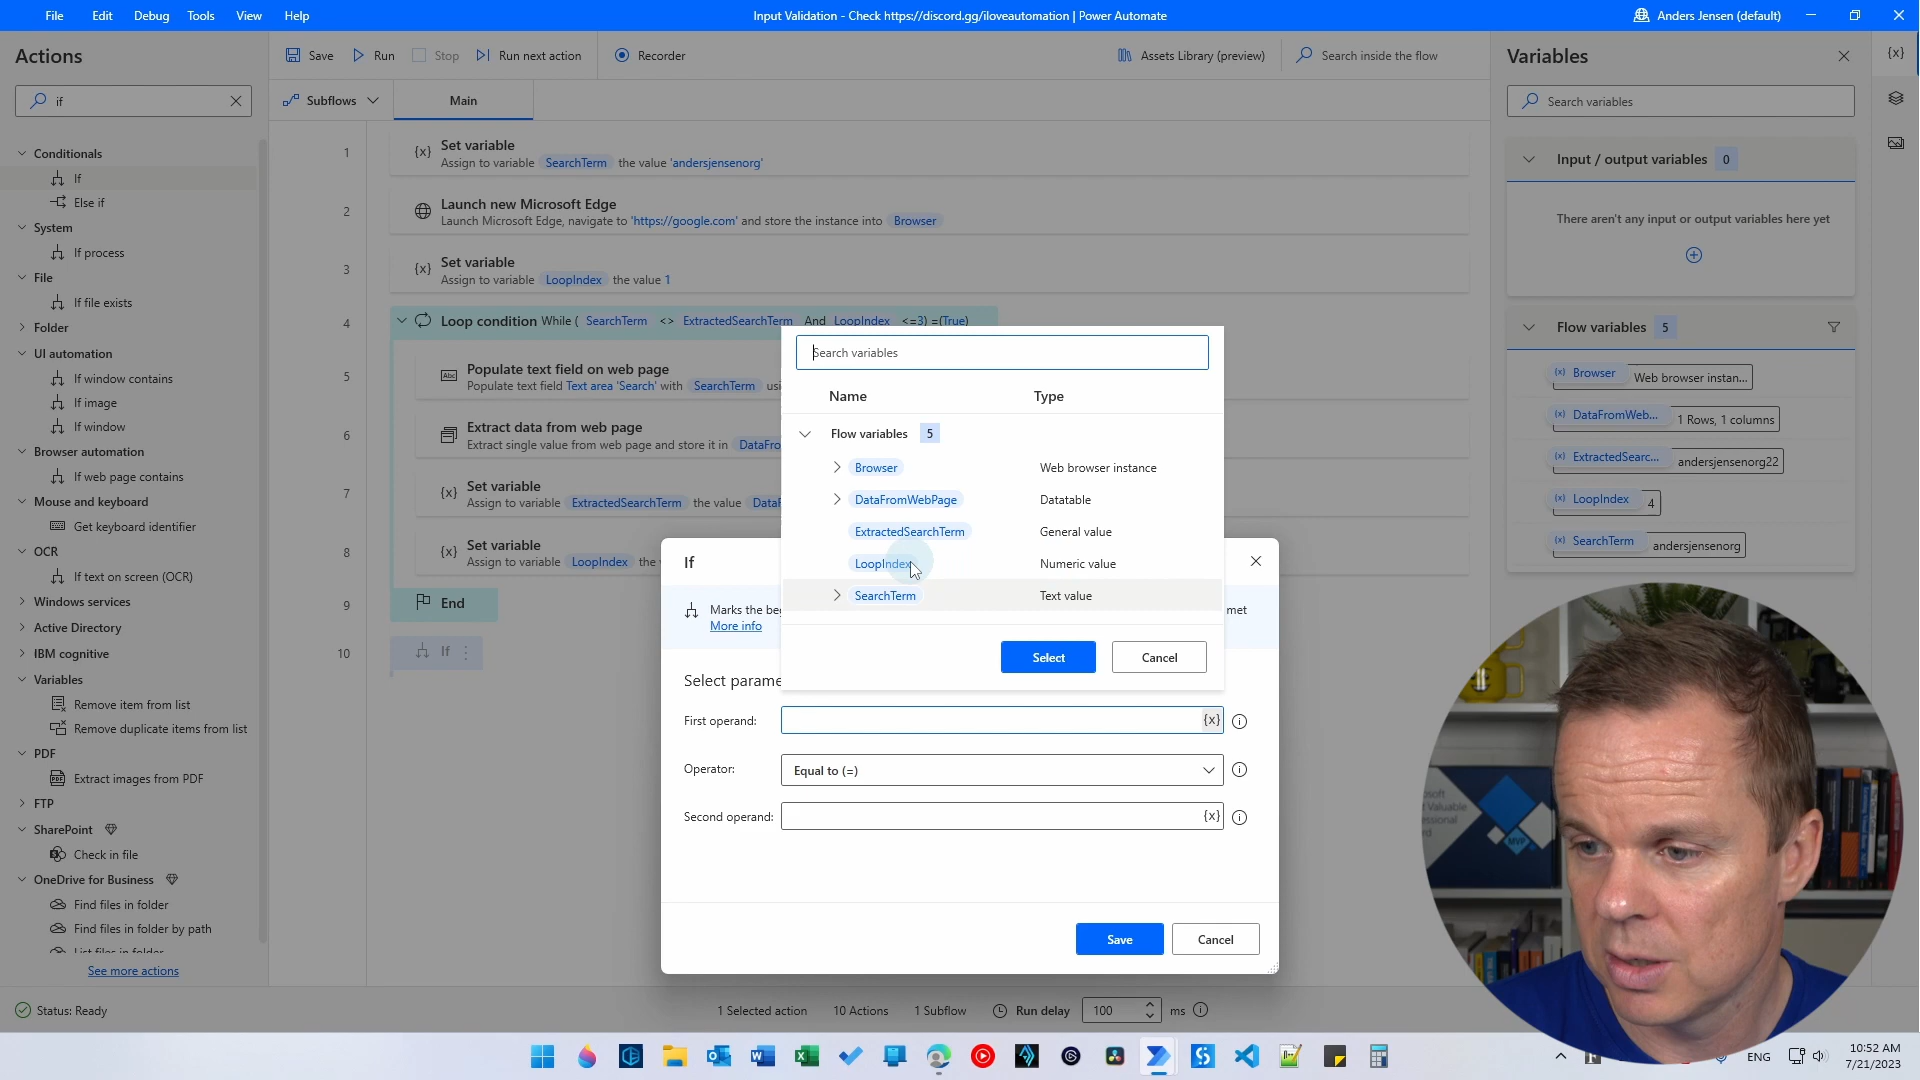 File Edit Debug Tools View Help
Input Validation - Check https://discord.gg/iloveautomation | Power Automate
Anders Jensen (default)
Actions
if
Conditionals
If
Else if
System
If process
File
If file exists
Folder
UI automation
If window contains
If image
If window
Browser automation
If web page contains
Mouse and keyboard
Get keyboard identifier
OCR
If text on screen (OCR)
Windows services
Active Directory
IBM cognitive
Variables
Remove item from list
Remove duplicate items from list
PDF
Extract images from PDF
FTP
SharePoint
Check in file
OneDrive for Business
Find files in folder
Find files in folder by path
List files in folder
See more actions
Save Run Stop Run next action Recorder
Assets Library (preview) Search inside the flow
Subflows Main
1 {x} Set variable
Assign to variable SearchTerm the value 'andersjensenorg'
2 Launch new Microsoft Edge
Launch Microsoft Edge, navigate to 'https://google.com' and store the instance into Browser
3 {x} Set variable
Assign to variable LoopIndex the value 1
4 Loop condition While ( SearchTerm <> ExtractedSearchTerm And LoopIndex <=3) =(True)
5 Abc Populate text field on web page
Populate text field Text area 'Search' with SearchTerm usi
6 Extract data from web page
Extract single value from web page and store it in DataFro
7 {x} Set variable
Assign to variable ExtractedSearchTerm the value DataF
8 {x} Set variable
Assign to variable LoopIndex the v
9 End
10 If
Search variables
Name Type
Flow variables 5
Browser Web browser instance
DataFromWebPage Datatable
ExtractedSearchTerm General value
LoopIndex Numeric value
SearchTerm Text value
Select Cancel
If
Marks the be met
More info
Select parame
First operand: {x}
Operator: Equal to (=)
Second operand: {x}
Save Cancel
Variables {x}
Search variables
Input / output variables 0
There aren't any input or output variables here yet
Flow variables 5
(x) Browser Web browser instan...
(x) DataFromWeb... 1 Rows, 1 columns
(x) ExtractedSearc... andersjensenorg22
(x) LoopIndex 4
(x) SearchTerm andersjensenorg
Status: Ready
1 Selected action 10 Actions 1 Subflow Run delay 100 ms
ENG
10:52 AM
7/21/2023